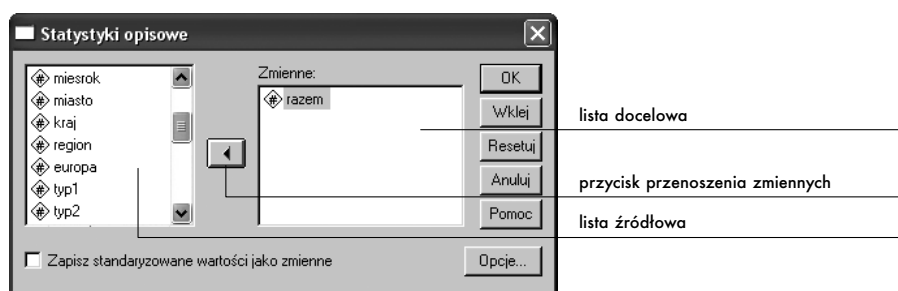 Statystyki opisowe
miesrok
miasto
kraj
region
europa
typ1
typ2
Zmienne:
razem
OK
Wklej
Resetuj
Anuluj
Pomoc
Zapisz standaryzowane wartości jako zmienne
Opcje...
lista docelowa
przycisk przenoszenia zmiennych
lista źródłowa